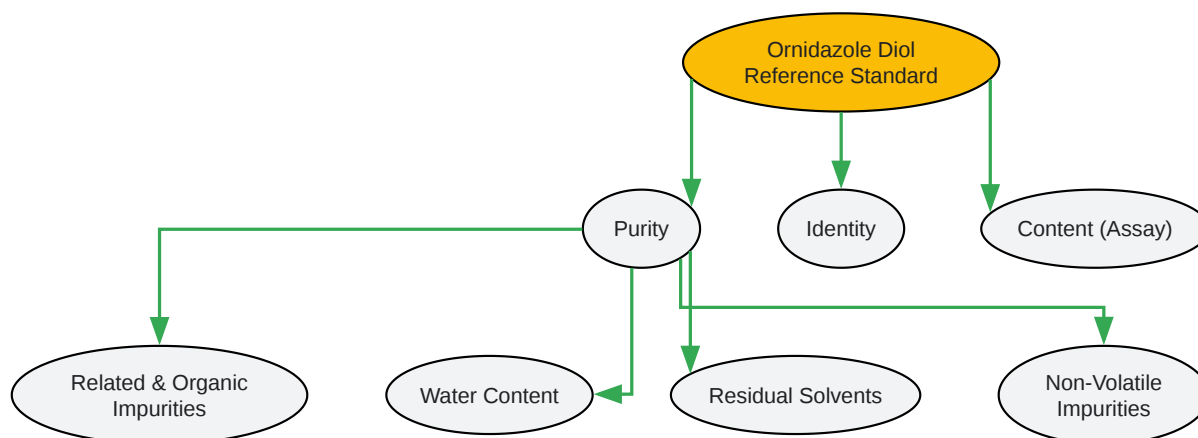 Ornidazole Diol
Reference Standard
Purity
Identity
Content (Assay)
Related & Organic
Impurities
Water Content
Residual Solvents
Non-Volatile
Impurities